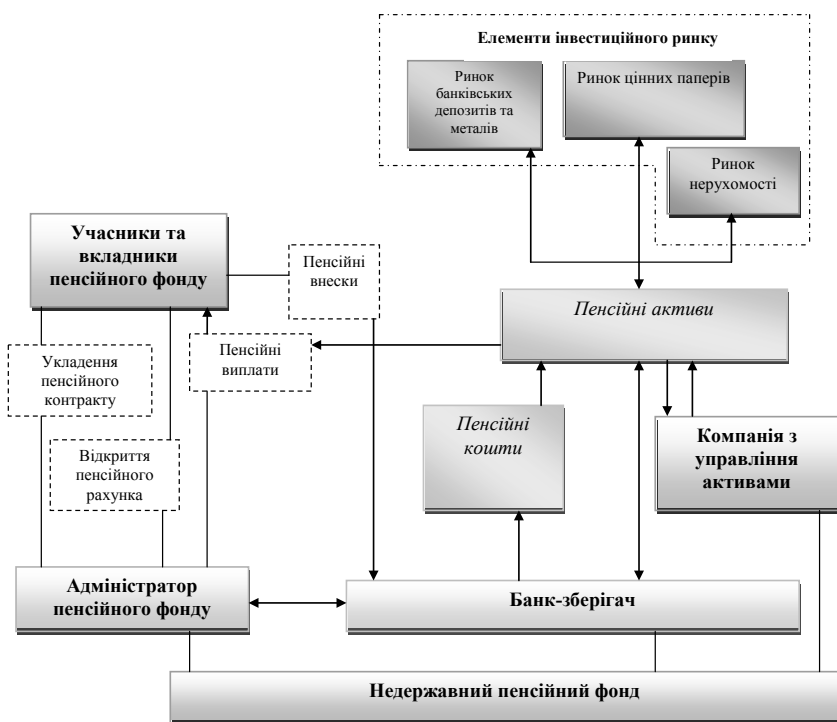 Елементи інвестиційного ринку
Ринок
банківських
депозитів та
металів
Ринок цінних паперів
Ринок
нерухомості
Учасники та
вкладники
пенсійного фонду
Пенсійні
внески
Пенсійні активи
Укладення
пенсійного
контракту
Пенсійні
виплати
Пенсійні
кошти
Компанія з
управління
активами
Відкриття
пенсійного
рахунка
Адміністратор
пенсійного фонду
Банк-зберігач
Недержавний пенсійний фонд